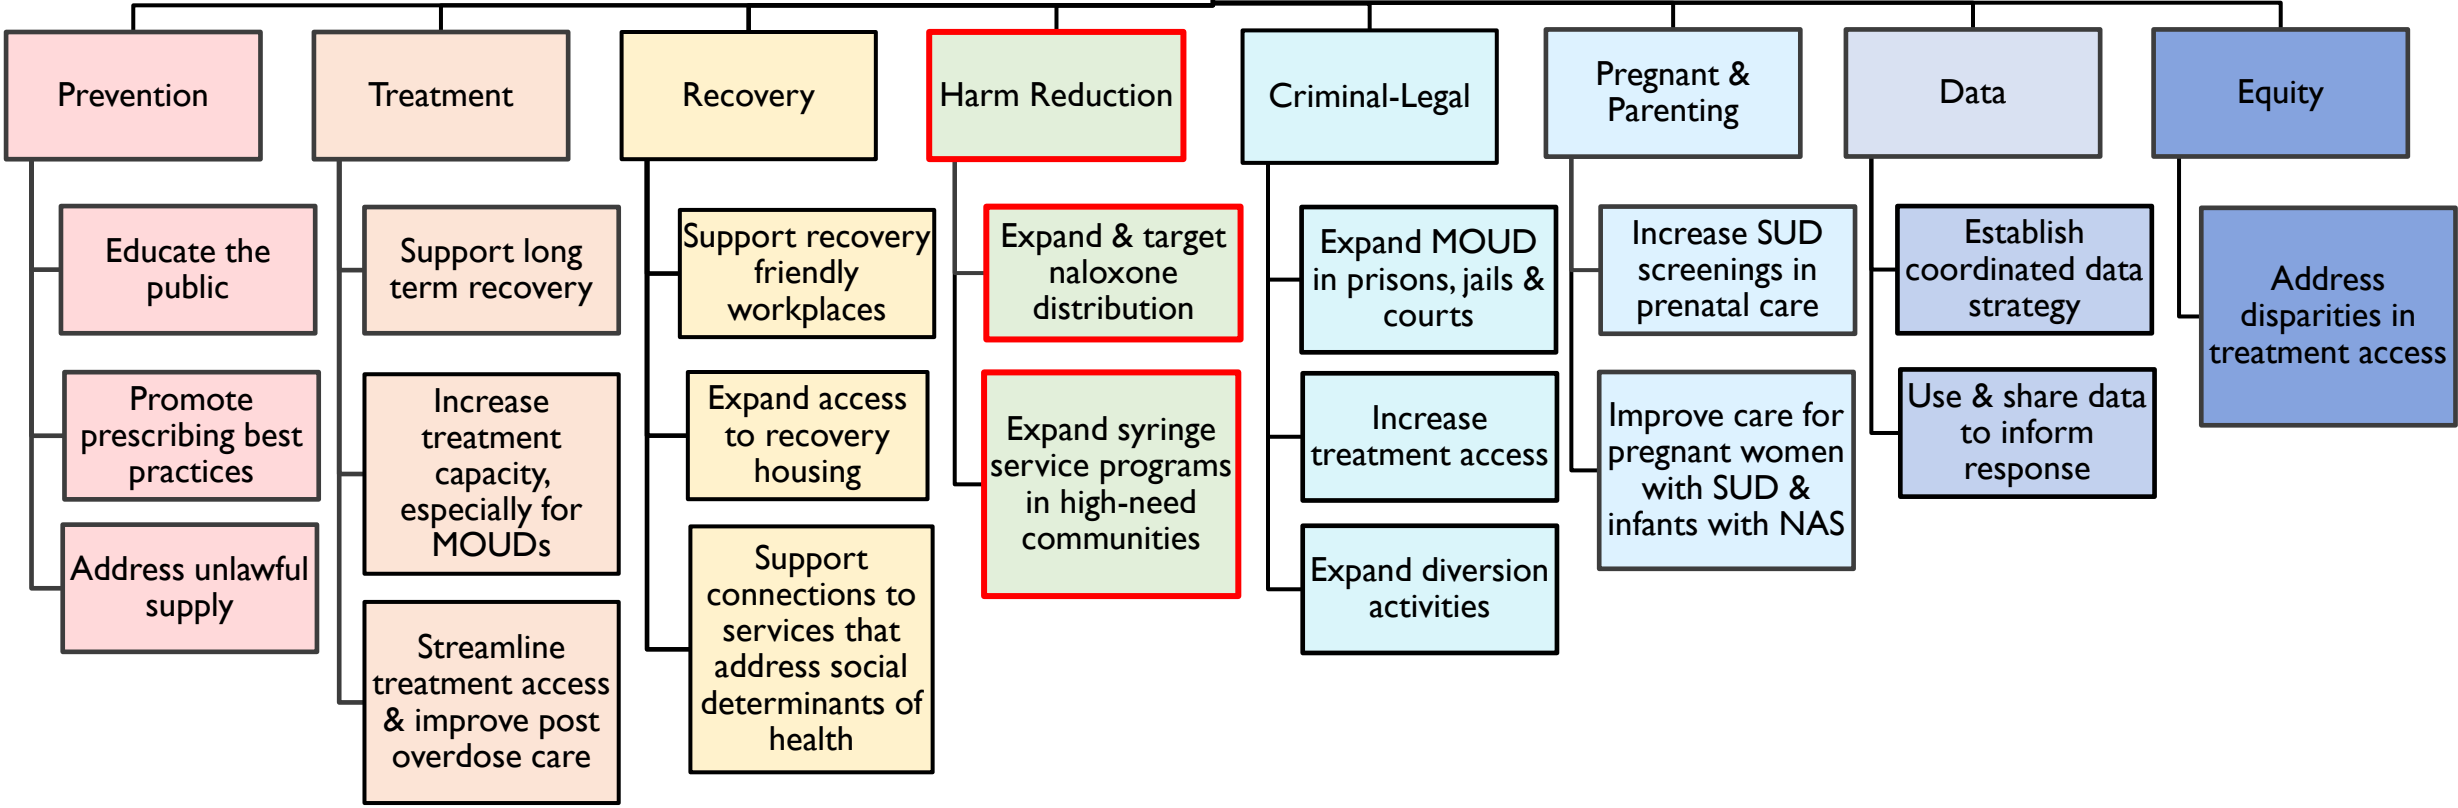 Prevention
Treatment
Recovery
Harm Reduction
Criminal-Legal
Pregnant &
Parenting
Data
Equity
Educate the
public
Promote
prescribing best
practices
Address unlawful
supply
Support long
term recovery
Increase
treatment
capacity,
especially for
MOUDs
Streamline
treatment access
& improve post
overdose care
Support recovery
friendly
workplaces
Expand access
to recovery
housing
Support
connections to
services that
address social
determinants of
health
Expand & target
naloxone
distribution
Expand syringe
service programs
in high-need
communities
Expand MOUD
in prisons, jails &
courts
Increase
treatment access
Expand diversion
activities
Increase SUD
screenings in
prenatal care
Improve care for
pregnant women
with SUD &
infants with NAS
Establish
coordinated data
strategy
Use & share data
to inform
response
Address
disparities in
treatment access